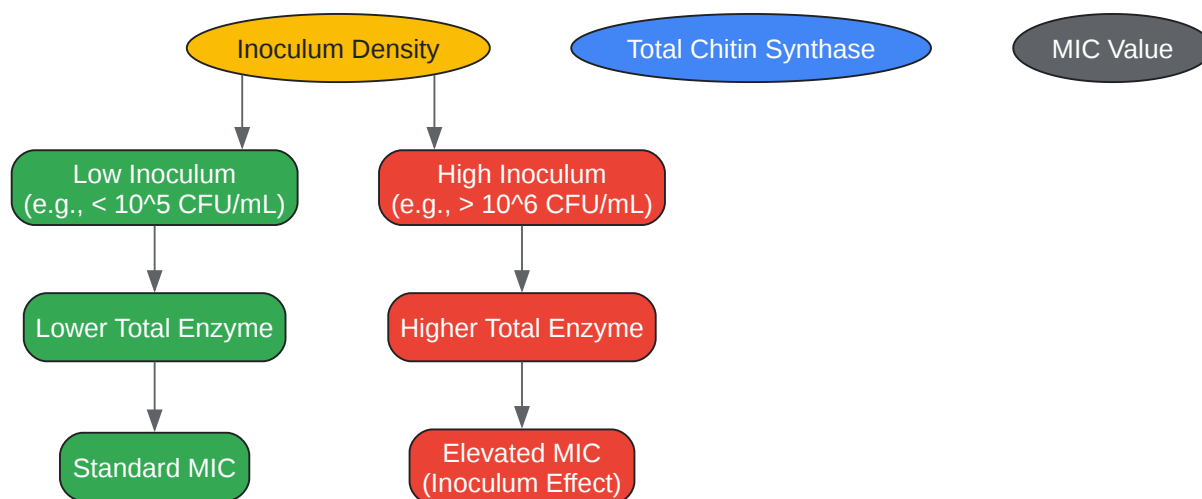 Inoculum Density
Total Chitin Synthase
MIC Value
Low Inoculum
(e.g., < 10^5 CFU/mL)
High Inoculum
(e.g., > 10^6 CFU/mL)
Lower Total Enzyme
Higher Total Enzyme
Standard MIC
Elevated MIC
(Inoculum Effect)